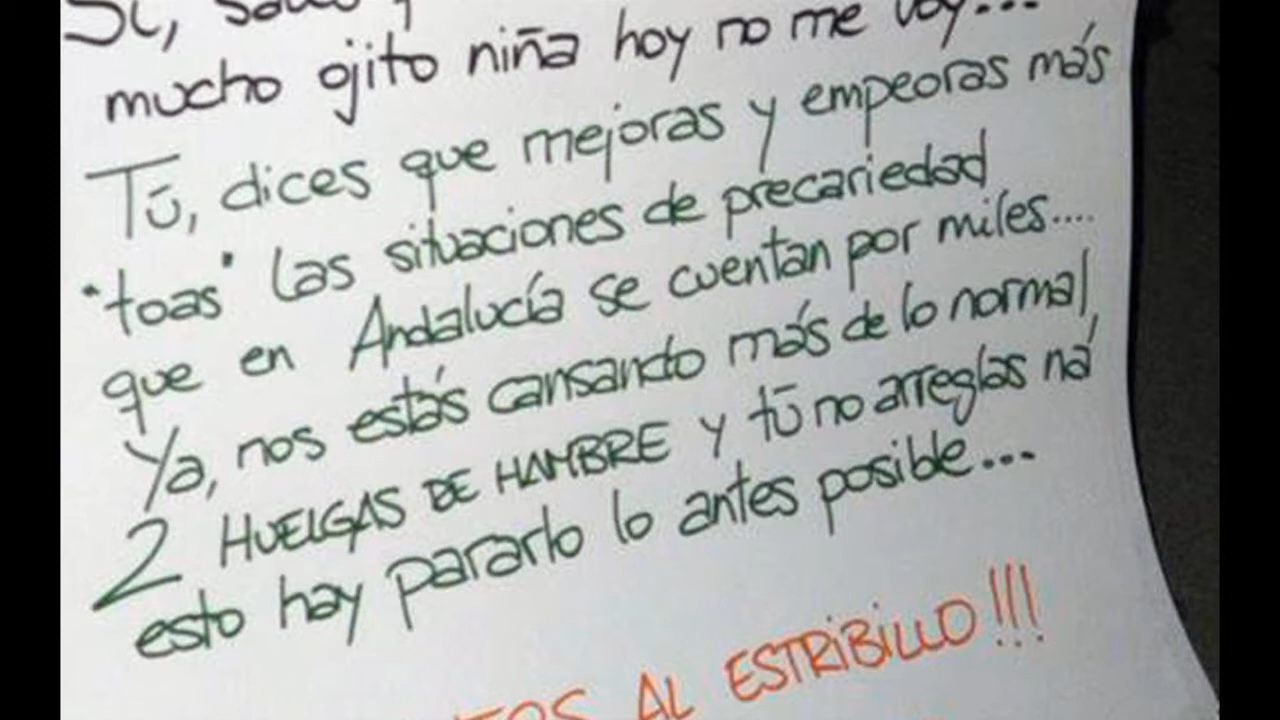 Sí,
mucho ojito niña hoy no me voy...
Tú, dices que mejoras y empeoras más
"toas" las situaciones de precariedad
que en Andalucía se cuentan por miles....
Ya, nos estás cansando más de lo normal,
2 HUELGAS DE HAMBRE y tú no arreglas ná
esto hay pararlo lo antes posible...
AL ESTRIBILLO!!!